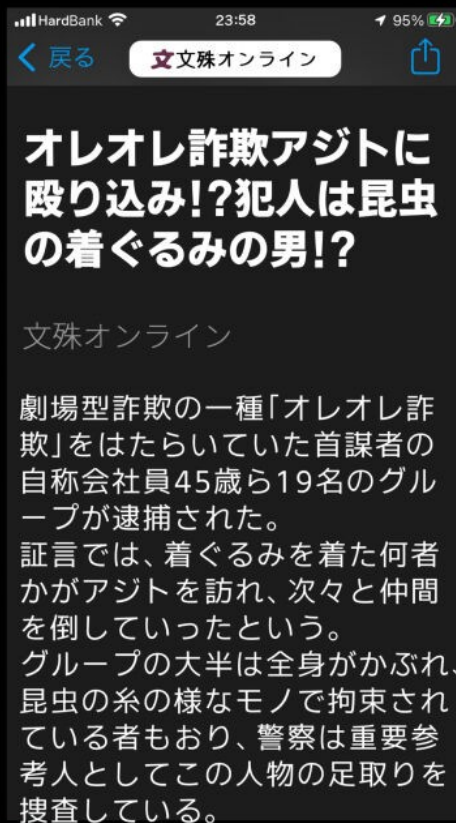 HardBank 23:58 95%
戻る 文文殊オンライン
オレオレ詐欺アジトに
殴り込み!?犯人は昆虫
の着ぐるみの男!?
文殊オンライン
劇場型詐欺の一種「オレオレ詐
欺」をはたらいていた首謀者の
自称会社員45歳ら19名のグル
ープが逮捕された。
証言では、着ぐるみを着た何者
かがアジトを訪れ、次々と仲間
を倒していったという。
グループの大半は全身がかぶれ、
昆虫の糸の様なモノで拘束され
ている者もおり、警察は重要参
考人としてこの人物の足取りを
捜査している。